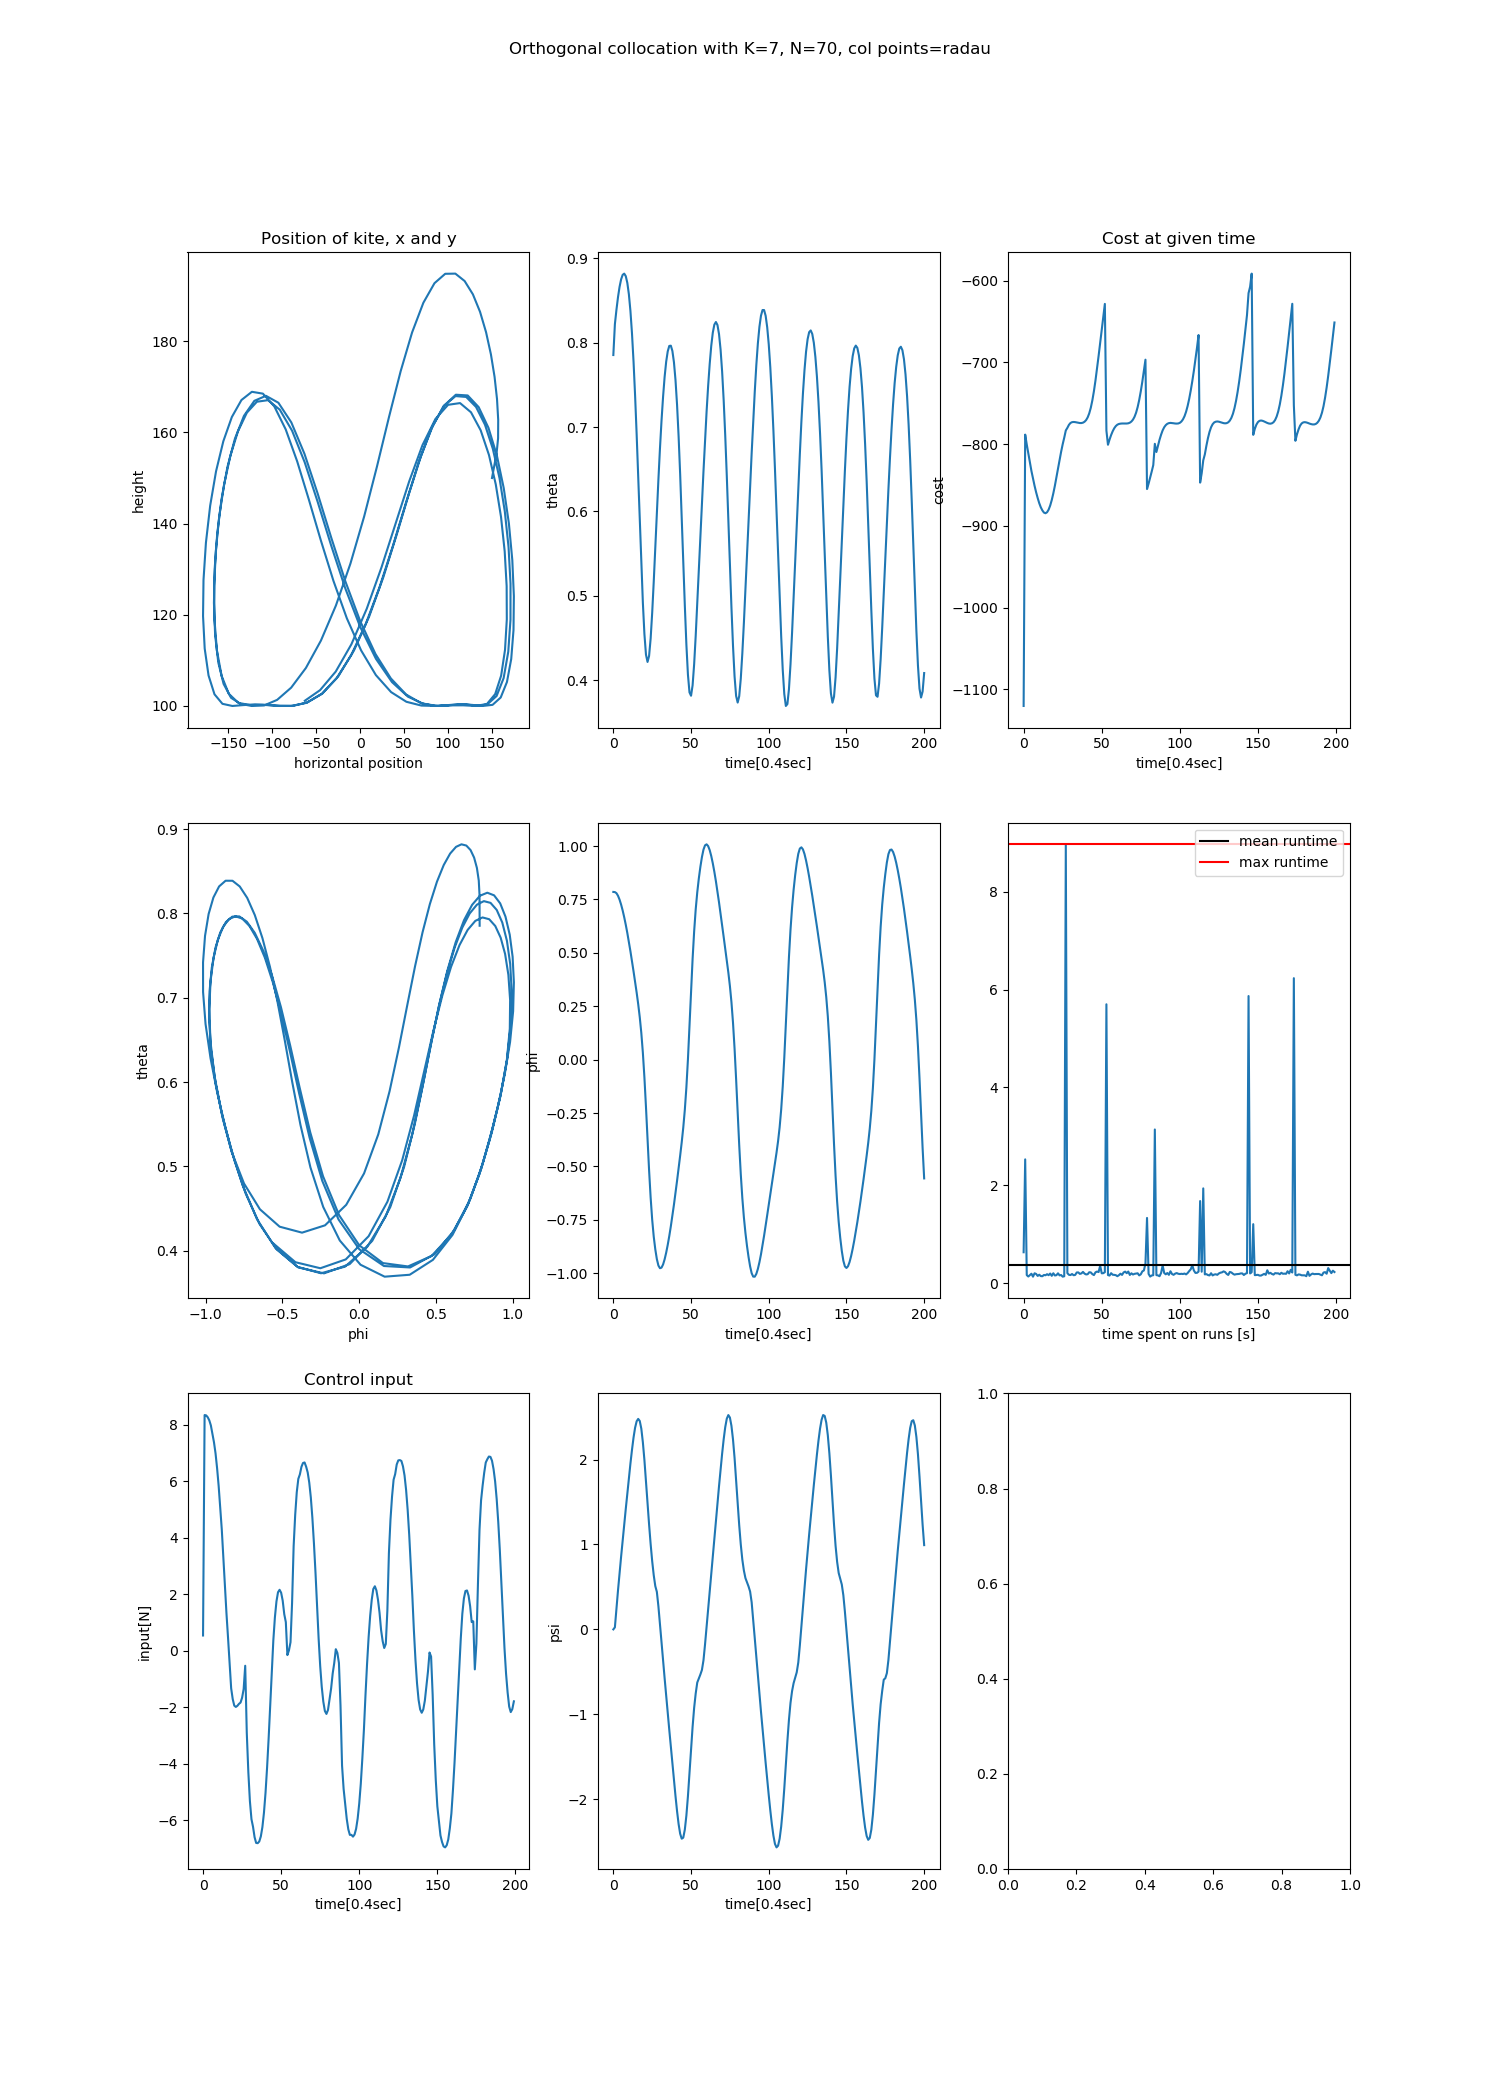 Orthogonal collocation with K=7, N=70, col points=radau
Position of kite, x and y
height
180
160
140
120
100
−150 −100 −50 0 50 100 150
horizontal position
theta
0.9
0.8
0.7
0.6
0.5
0.4
0 50 100 150 200
time[0.4sec]
Cost at given time
cost
−600
−700
−800
−900
−1000
−1100
0 50 100 150 200
time[0.4sec]
theta
0.9
0.8
0.7
0.6
0.5
0.4
−1.0 −0.5 0.0 0.5 1.0
phi
phi
1.00
0.75
0.50
0.25
0.00
−0.25
−0.50
−0.75
−1.00
0 50 100 150 200
time[0.4sec]
mean runtime
max runtime
8
6
4
2
0
0 50 100 150 200
time spent on runs [s]
Control input
input[N]
8
6
4
2
0
−2
−4
−6
0 50 100 150 200
time[0.4sec]
psi
2
1
0
−1
−2
0 50 100 150 200
time[0.4sec]
1.0
0.8
0.6
0.4
0.2
0.0
0.0 0.2 0.4 0.6 0.8 1.0